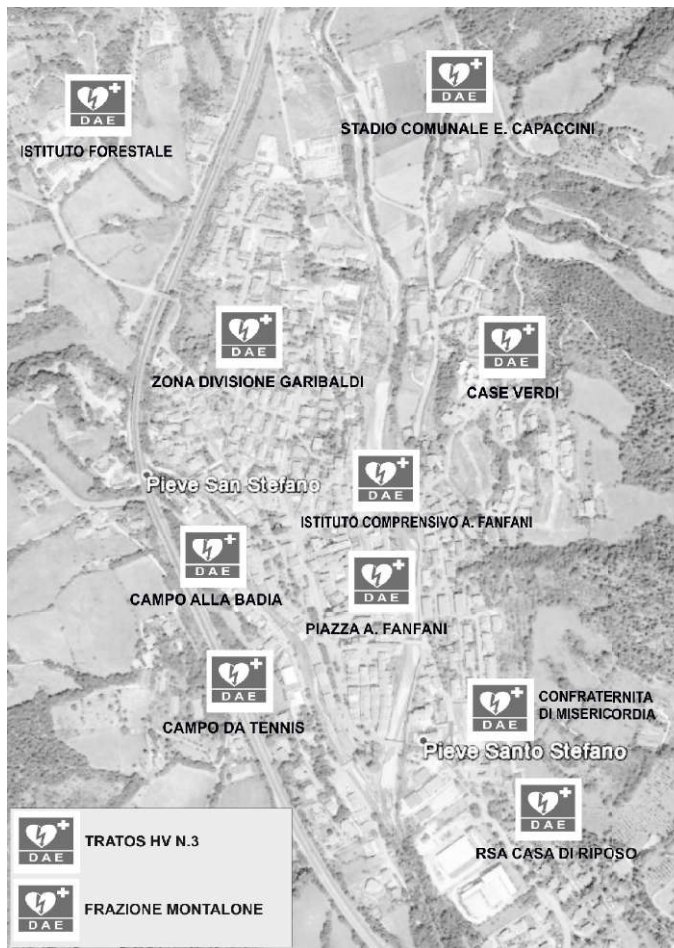 DAE
ISTITUTO FORESTALE
DAE
STADIO COMUNALE E. CAPACCINI
DAE
ZONA DIVISIONE GARIBALDI
DAE
CASE VERDI
Pieve San Stefano
DAE
ISTITUTO COMPRENSIVO A. FANFANI
DAE
CAMPO ALLA BADIA
DAE
PIAZZA A. FANFANI
DAE
CAMPO DA TENNIS
DAE
CONFRATERNITA
DI MISERICORDIA
Pieve Santo Stefano
DAE
RSA CASA DI RIPOSO
DAE
TRATOS HV N.3
DAE
FRAZIONE MONTALONE